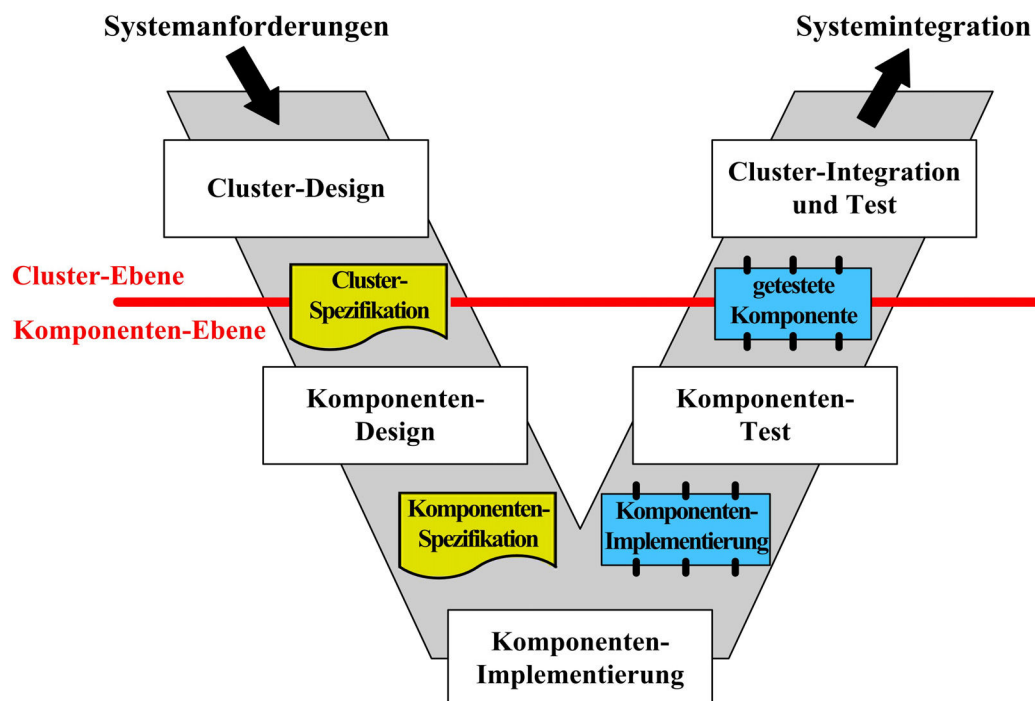 Systemanforderungen
Systemintegration
Cluster-Design
Cluster-Integration
und Test
Cluster-Ebene
Komponenten-Ebene
Cluster-
Spezifikation
getestete
Komponente
Komponenten-
Design
Komponenten-
Test
Komponenten-
Spezifikation
Komponenten-
Implementierung
Komponenten-
Implementierung